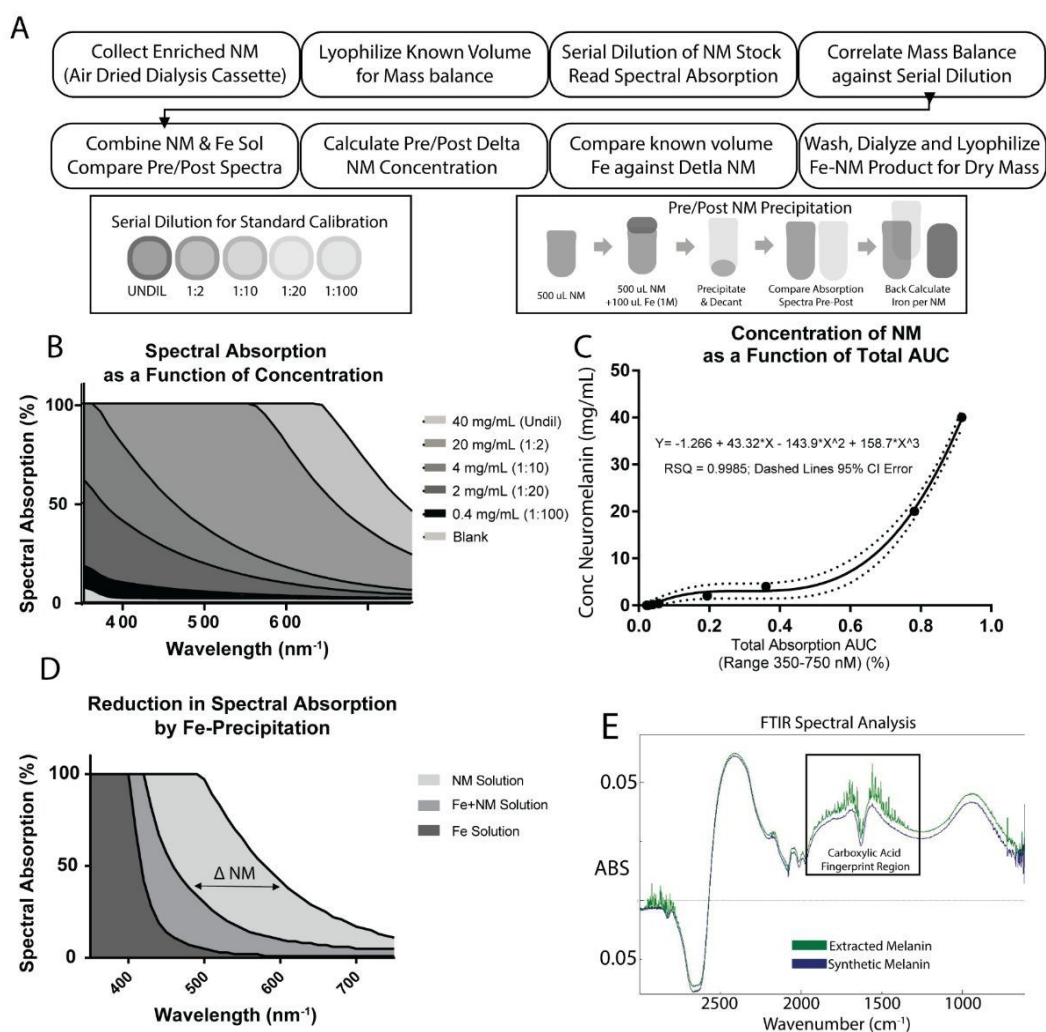 A
Collect Enriched NM
(Air Dried Dialysis Cassette)
Lyophilize Known Volume
for Mass balance
Serial Dilution of NM Stock
Read Spectral Absorption
Correlate Mass Balance
against Serial Dilution
Combine NM & Fe Sol
Compare Pre/Post Spectra
Calculate Pre/Post Delta
NM Concentration
Compare known volume
Fe against Detla NM
Wash, Dialyze and Lyophilize
Fe-NM Product for Dry Mass
Serial Dilution for Standard Calibration
UNDIL 1:2 1:10 1:20 1:100
Pre/Post NM Precipitation
500 uL NM
500 uL NM
+100 uL Fe (1M)
Precipitate
& Decant
Compare Absorption
Spectra Pre-Post
Back Calculate
Iron per NM
B
Spectral Absorption
as a Function of Concentration
Spectral Absorption (%)
100
50
0
400 500 600
Wavelength (nm⁻¹)
40 mg/mL (Undil)
20 mg/mL (1:2)
4 mg/mL (1:10)
2 mg/mL (1:20)
0.4 mg/mL (1:100)
Blank
C
Concentration of NM
as a Function of Total AUC
Conc Neuromelanin (mg/mL)
50
40
30
20
10
0
Y= -1.266 + 43.32*X - 143.9*X^2 + 158.7*X^3
RSQ = 0.9985; Dashed Lines 95% CI Error
0.0 0.2 0.4 0.6 0.8 1.0
Total Absorption AUC
(Range 350-750 nM) (%)
D
Reduction in Spectral Absorption
by Fe-Precipitation
Spectral Absorption (%)
100
50
0
Δ NM
400 500 600 700
Wavelength (nm⁻¹)
NM Solution
Fe+NM Solution
Fe Solution
E
FTIR Spectral Analysis
0.05
ABS
0.05
Carboxylic Acid
Fingerprint Region
Extracted Melanin
Synthetic Melanin
2500 2000 1500 1000
Wavenumber (cm⁻¹)